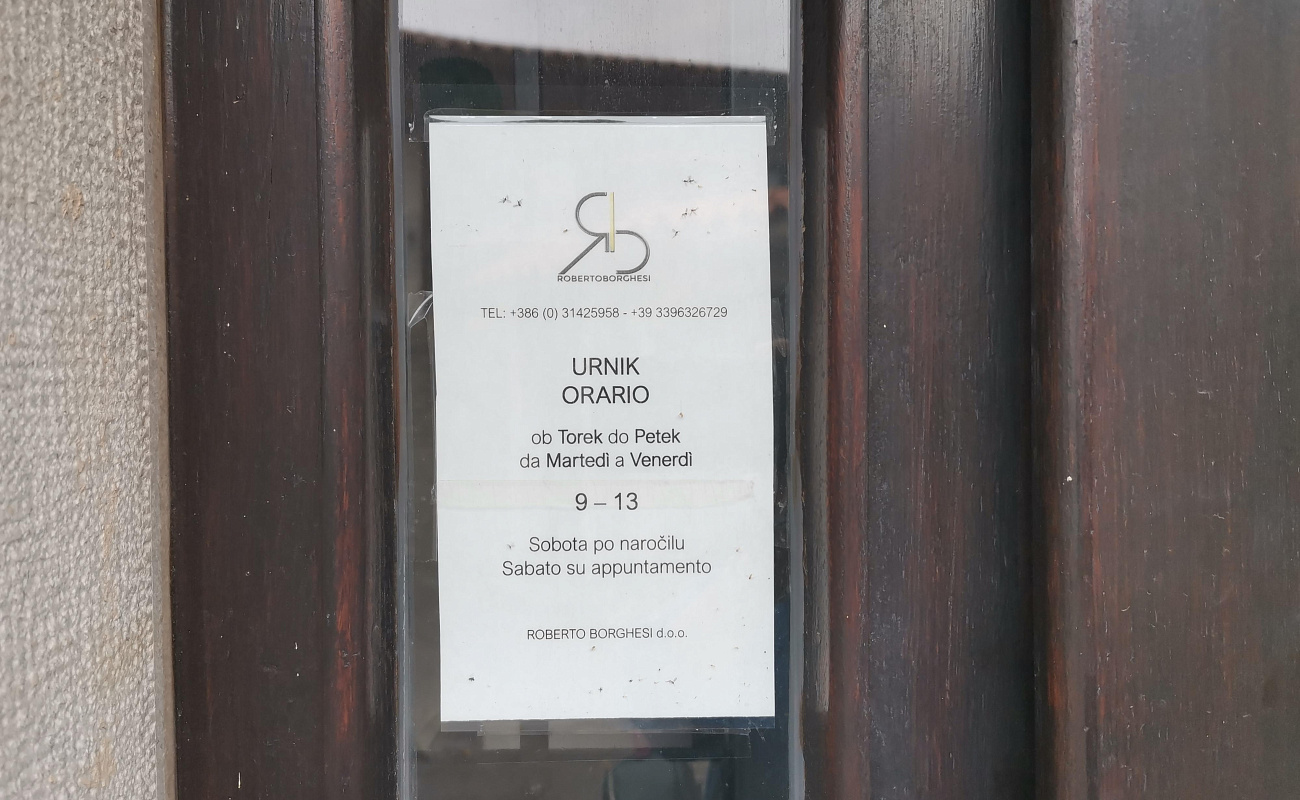 ROBERTOBORGHESI
TEL: +386 (0) 31425958 - +39 3396326729
URNIK
ORARIO
ob Torek do Petek
da Martedì a Venerdì
9 – 13
Sobota po naročilu
Sabato su appuntamento
ROBERTO BORGHESI d.o.o.